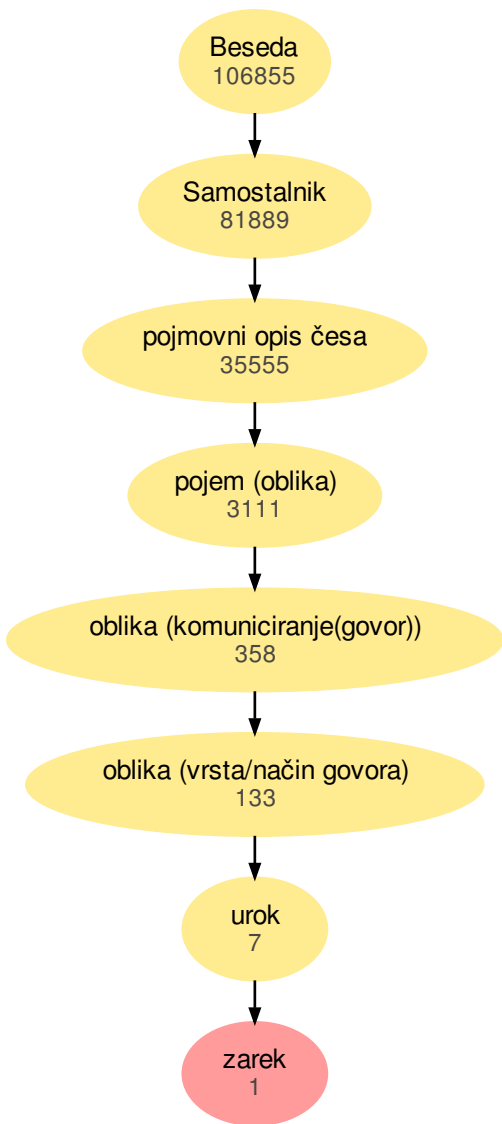 Beseda
106855
Samostalnik
81889
pojmovni opis česa
35555
pojem (oblika)
3111
oblika (komuniciranje(govor))
358
oblika (vrsta/način govora)
133
urok
7
zarek
1